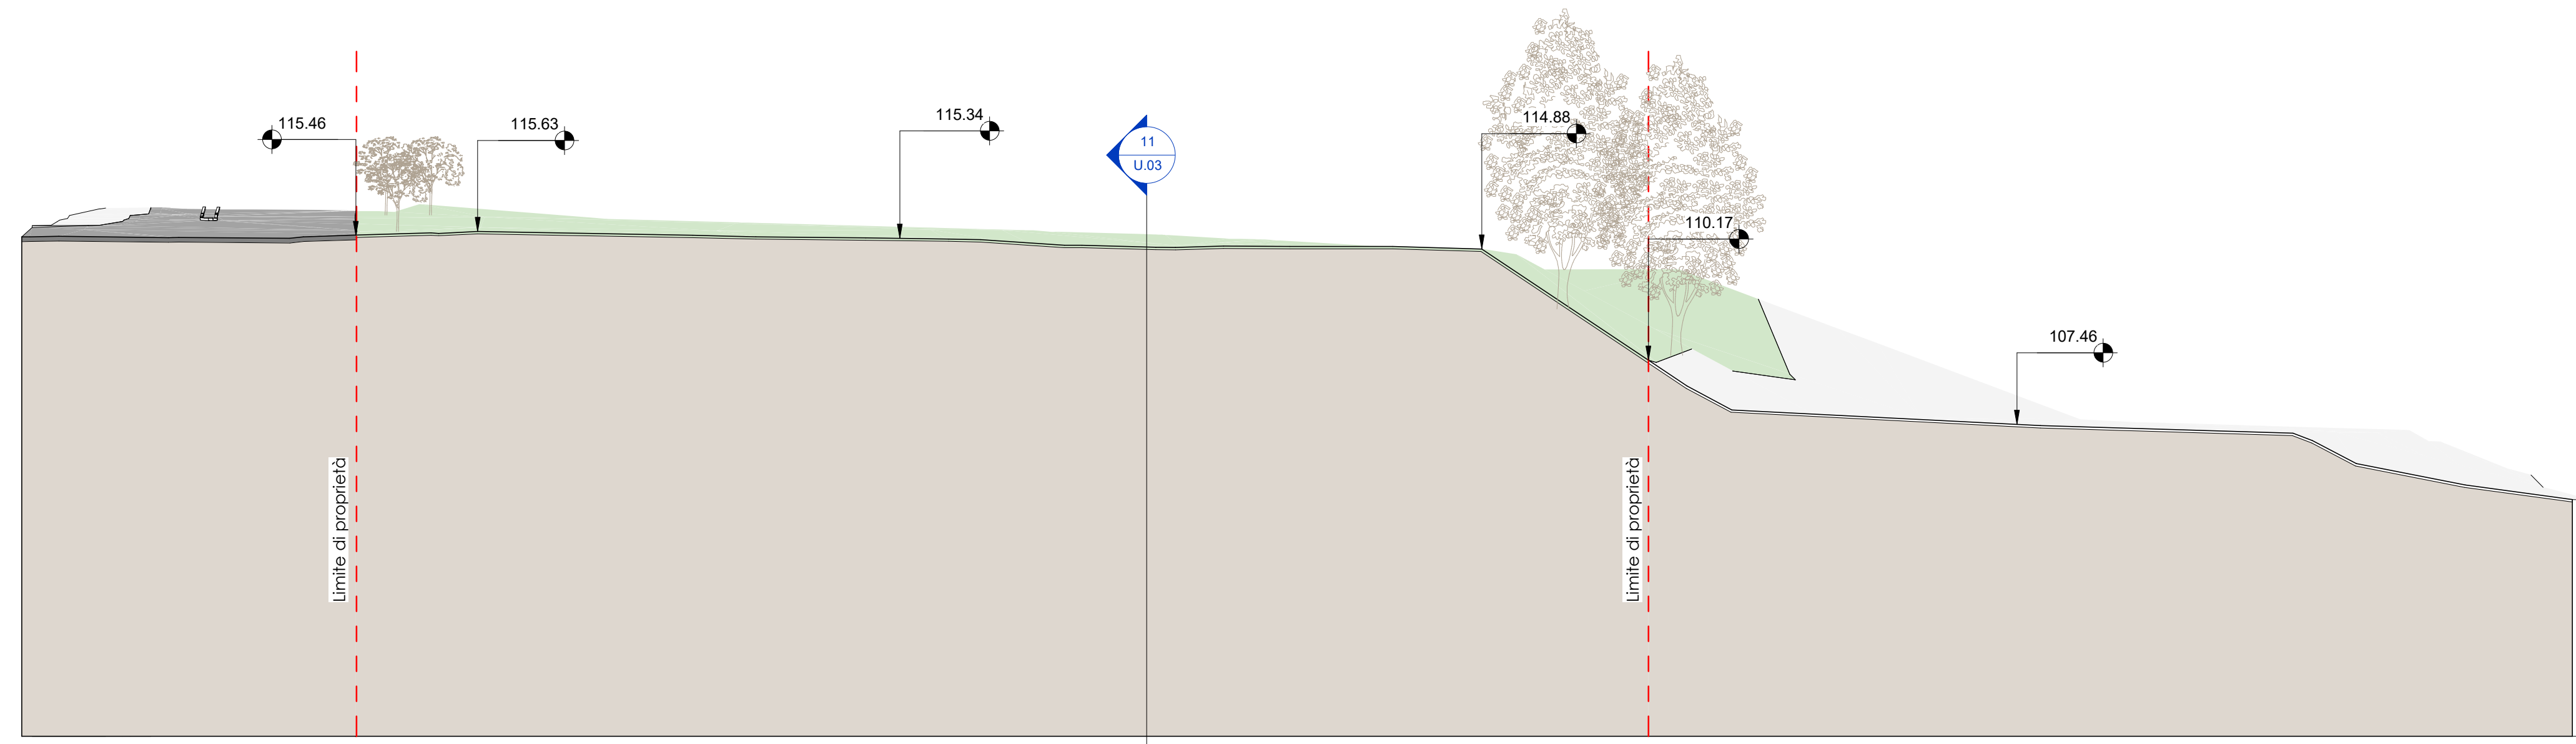 115.46
115.63
115.34
11
U.03
114.88
110.17
107.46
Limite di proprietà
Limite di proprietà